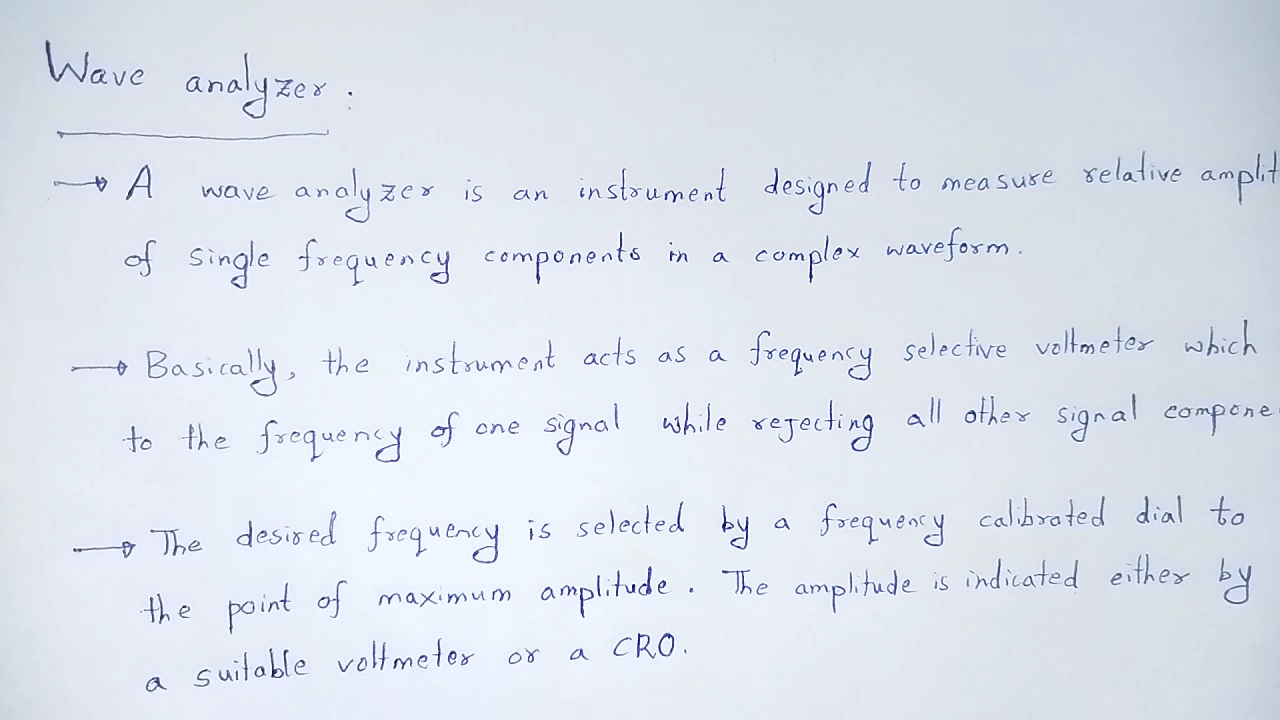 Wave analyzer :
→ A wave analyzer is an instrument designed to measure relative amplit
of single frequency components in a complex waveform.
→ Basically, the instrument acts as a frequency selective voltmeter which
to the frequency of one signal while rejecting all other signal compone
→ The desired frequency is selected by a frequency calibrated dial to
the point of maximum amplitude. The amplitude is indicated either by
a suitable voltmeter or a CRO.